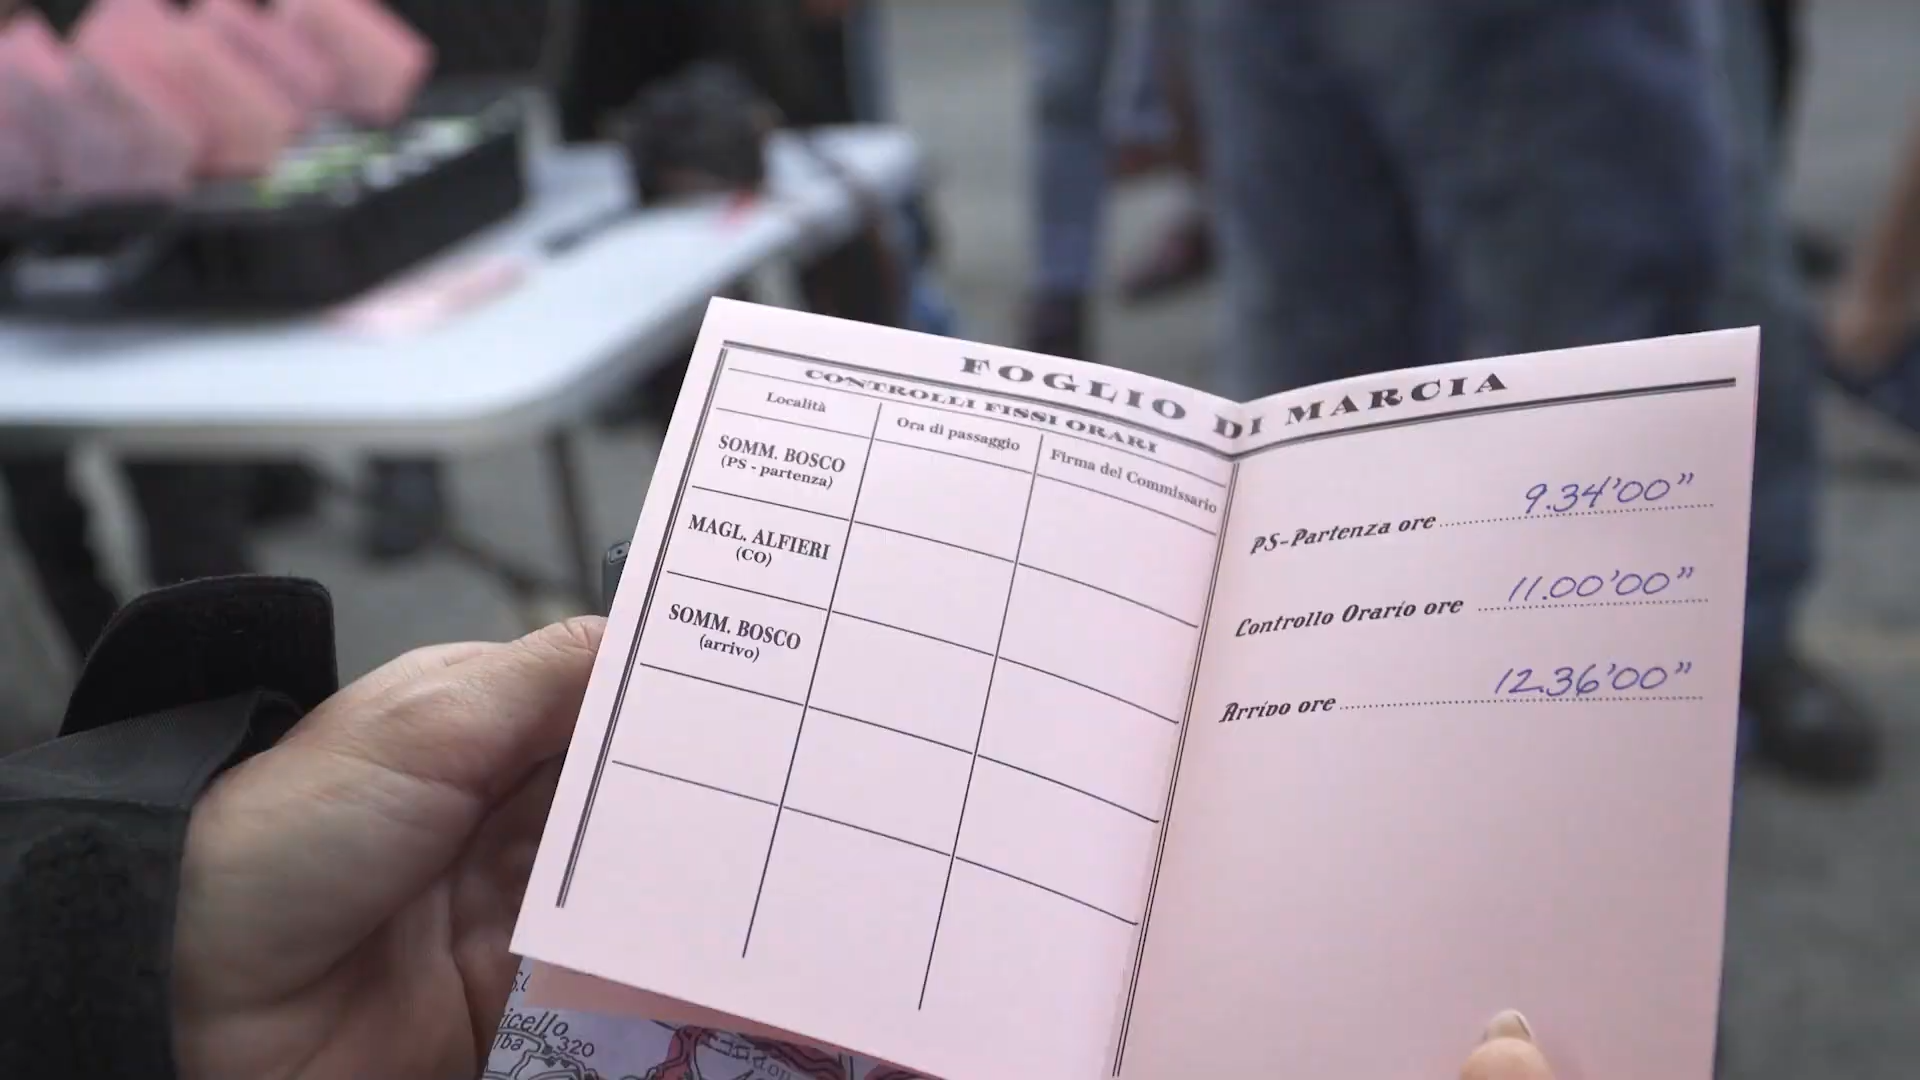 FOGLIO DI MARCIA
CONTROLLI FISSI ORARI
Località
Ora di passaggio
Firma del Commissario
SOMM. BOSCO
(PS - partenza)
MAGL. ALFIERI
(CO)
SOMM. BOSCO
(arrivo)
PS-Partenza ore 9.34'00"
Controllo Orario ore 11.00'00"
Arrivo ore 12.36'00"
320